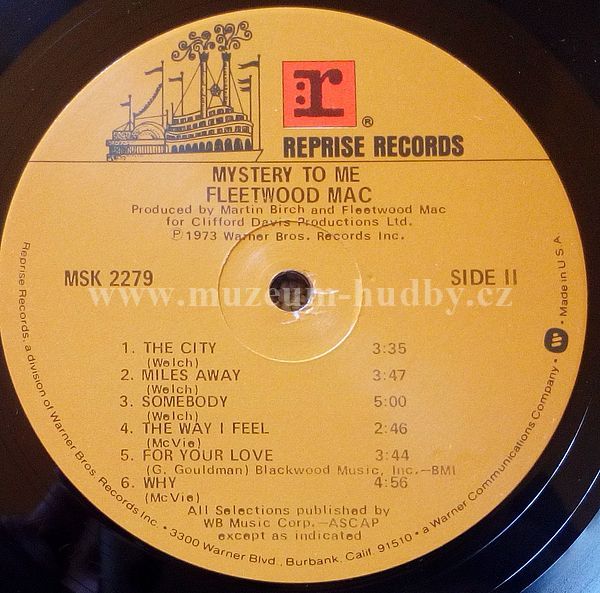 r
®
REPRISE RECORDS
MYSTERY TO ME
FLEETWOOD MAC
Produced by Martin Birch and Fleetwood Mac
for Clifford Davis Productions Ltd.
℗1973 Warner Bros. Records Inc.
MSK 2279 SIDE II
www.muzeum-hudby.cz
1. THE CITY 3:35
(Welch)
2. MILES AWAY 3:47
(Welch)
3. SOMEBODY 5:00
(Welch)
4. THE WAY I FEEL 2:46
(McVie)
5. FOR YOUR LOVE 3:44
(G. Gouldman) Blackwood Music, Inc.—BMI
6. WHY 4:56
(McVie)
All Selections published by
WB Music Corp.—ASCAP
except as indicated
Reprise Records, a division of Warner Bros. Records Inc. • 3300 Warner Blvd., Burbank, Calif. 91510 • a Warner Communications Company. • Made in U.S.A.